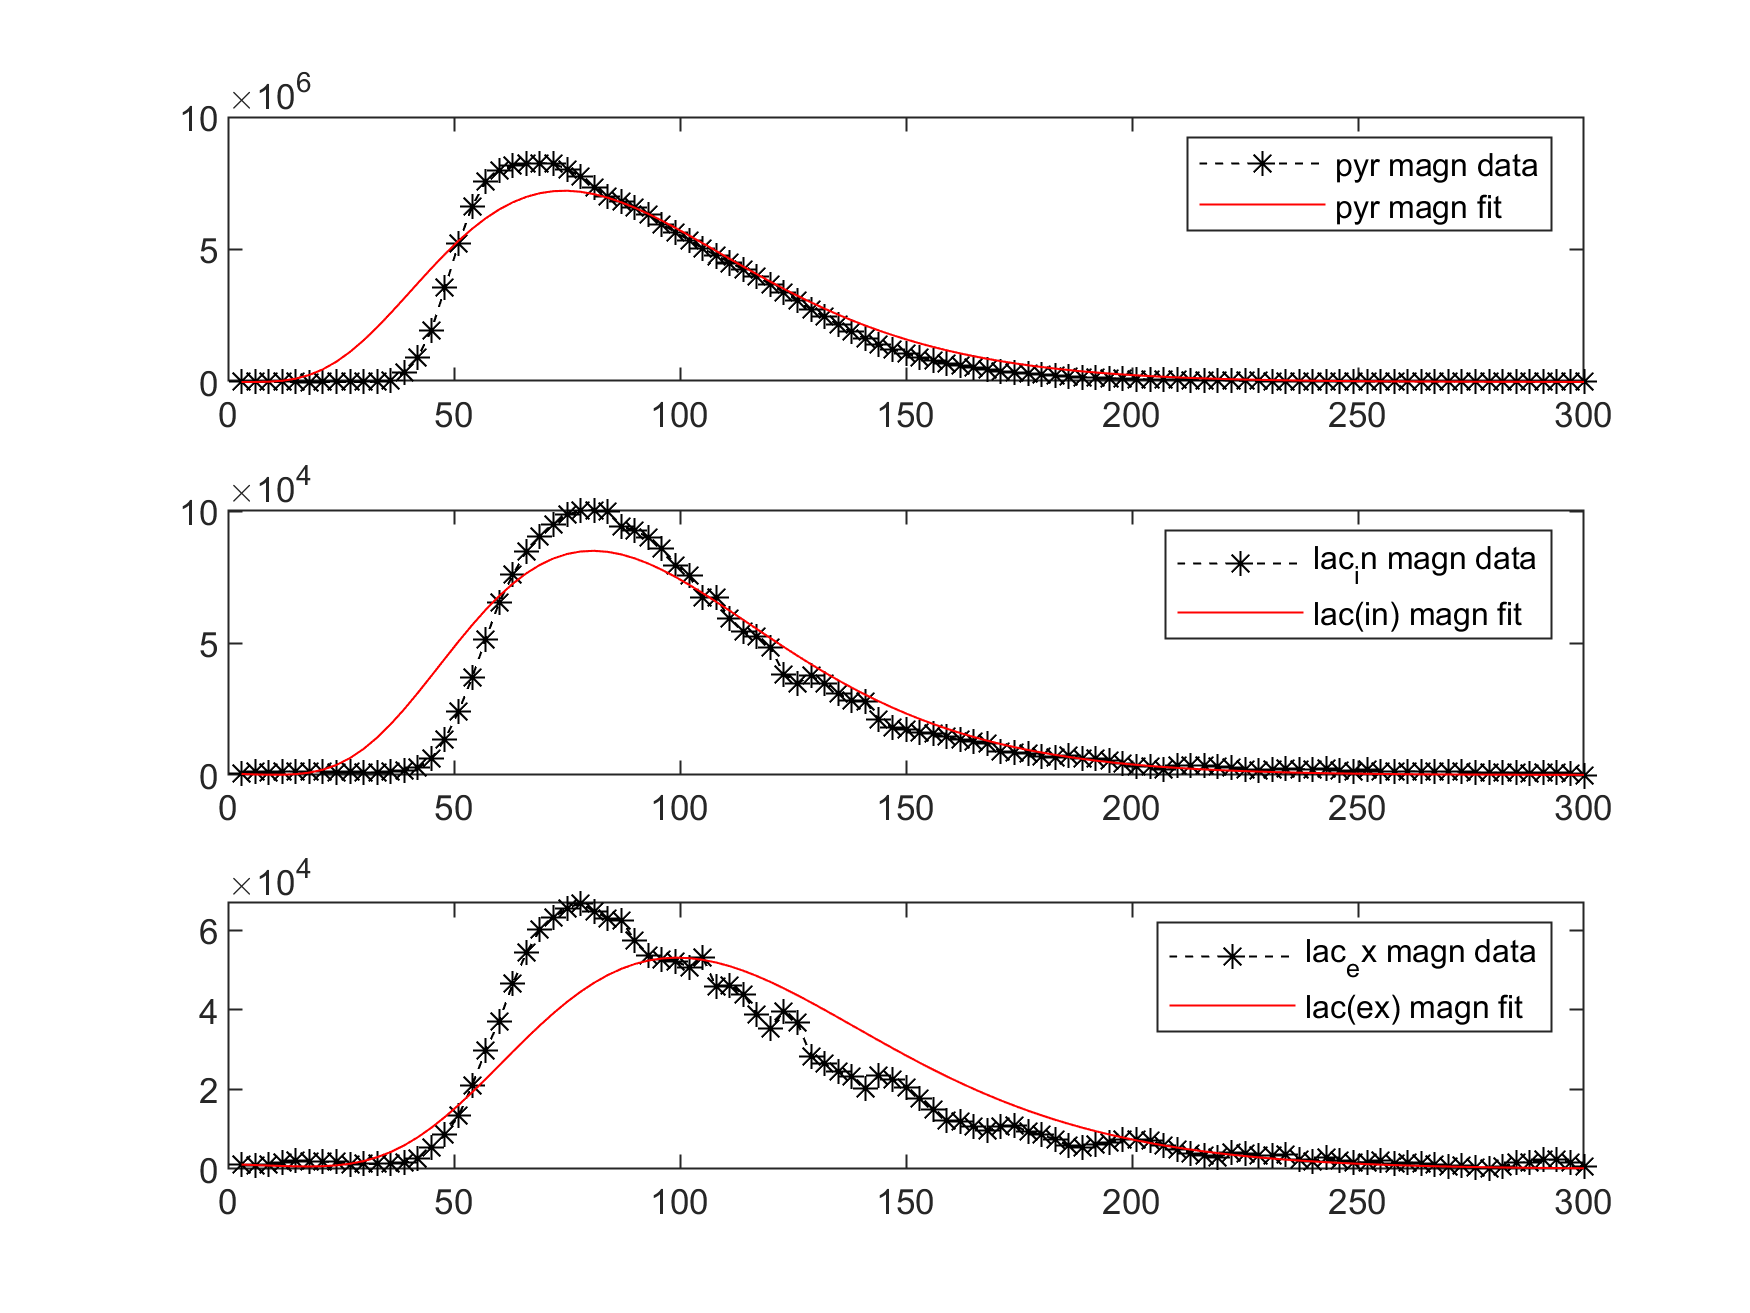 ×10^6
10
5
0
0 50 100 150 200 250 300
pyr magn data
pyr magn fit
×10^4
10
5
0
0 50 100 150 200 250 300
lac_in magn data
lac(in) magn fit
×10^4
6
4
2
0
0 50 100 150 200 250 300
lac_ex magn data
lac(ex) magn fit